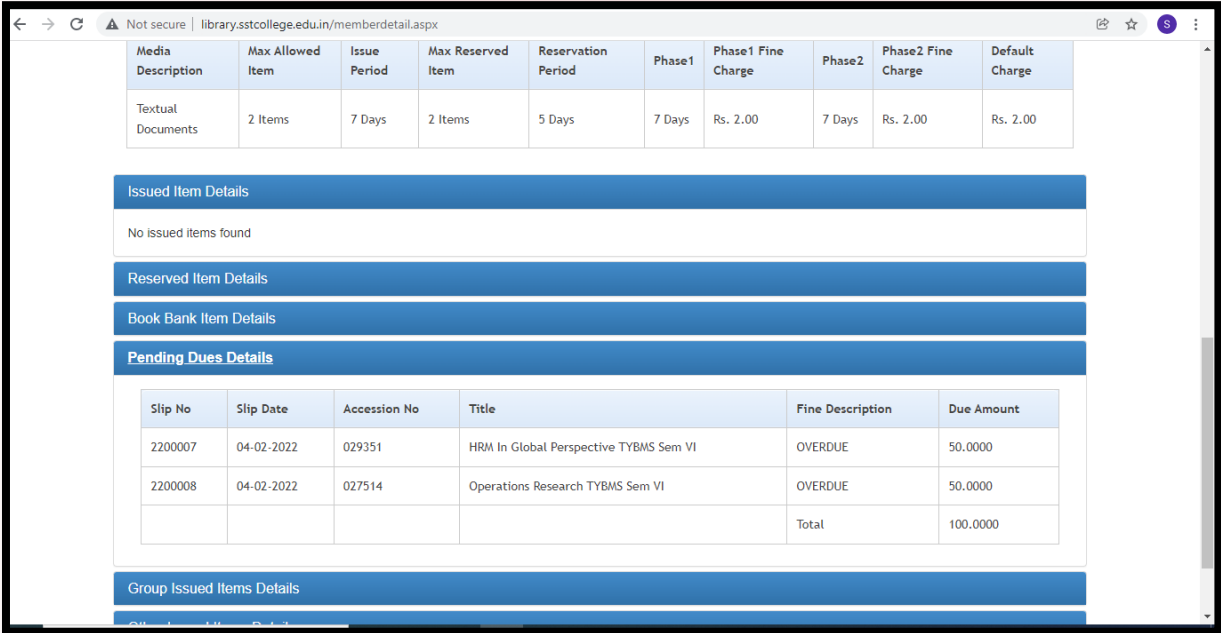 Not secure | library.sstcollege.edu.in/memberdetail.aspx
S
Media Description Max Allowed Item Issue Period Max Reserved Item Reservation Period Phase1 Phase1 Fine Charge Phase2 Phase2 Fine Charge Default Charge
Textual Documents 2 Items 7 Days 2 Items 5 Days 7 Days Rs. 2.00 7 Days Rs. 2.00 Rs. 2.00
Issued Item Details
No issued items found
Reserved Item Details
Book Bank Item Details
Pending Dues Details
Slip No Slip Date Accession No Title Fine Description Due Amount
2200007 04-02-2022 029351 HRM In Global Perspective TYBMS Sem VI OVERDUE 50.0000
2200008 04-02-2022 027514 Operations Research TYBMS Sem VI OVERDUE 50.0000
Total 100.0000
Group Issued Items Details